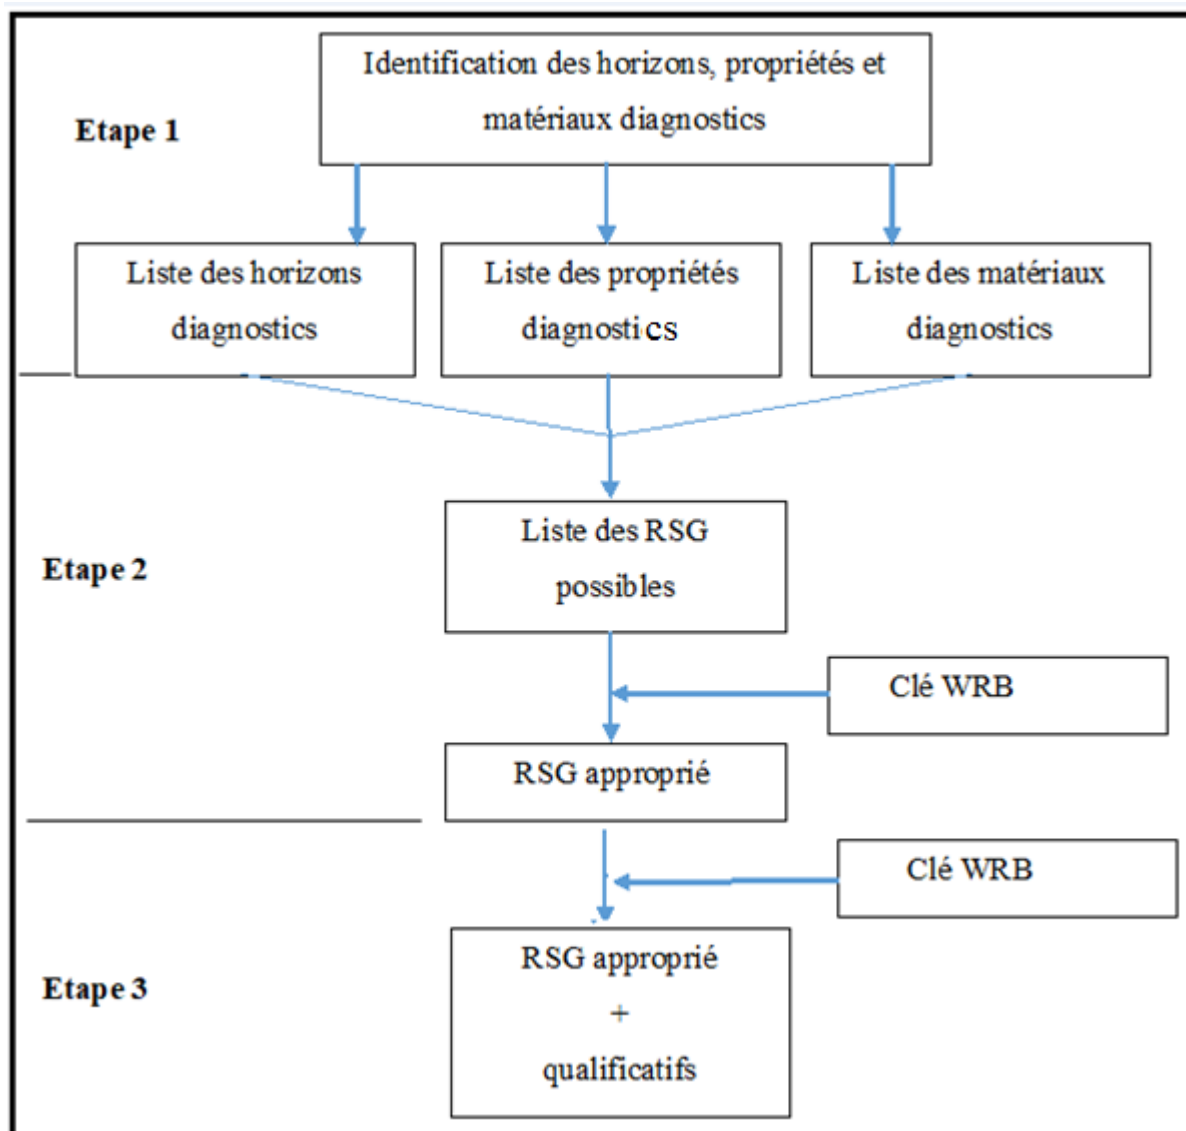 Identification des horizons, propriétés et
matériaux diagnostics
Etape 1
Liste des horizons
diagnostics
Liste des propriétés
diagnostics
Liste des matériaux
diagnostics
Etape 2
Liste des RSG
possibles
Clé WRB
RSG approprié
Clé WRB
Etape 3
RSG approprié
+
qualificatifs